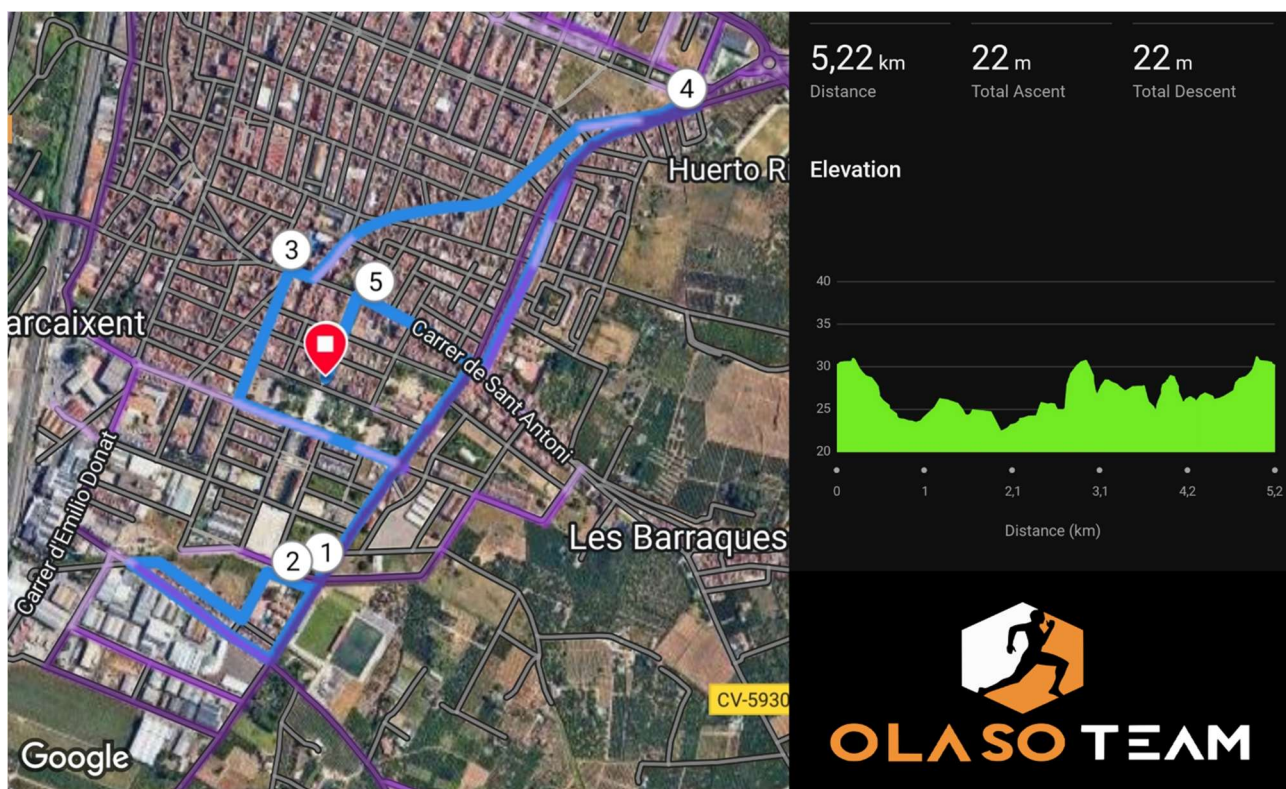 4
Huerto Ri
3
5
arcaixent
Carrer de Sant Antoni
Carrer d'Emilio Donat
Les Barraques
2
1
CV-5930
Google
5,22 km
Distance
22 m
Total Ascent
22 m
Total Descent
Elevation
40
35
30
25
20
0 1 2,1 3,1 4,2 5,2
Distance (km)
OLASO TEAM